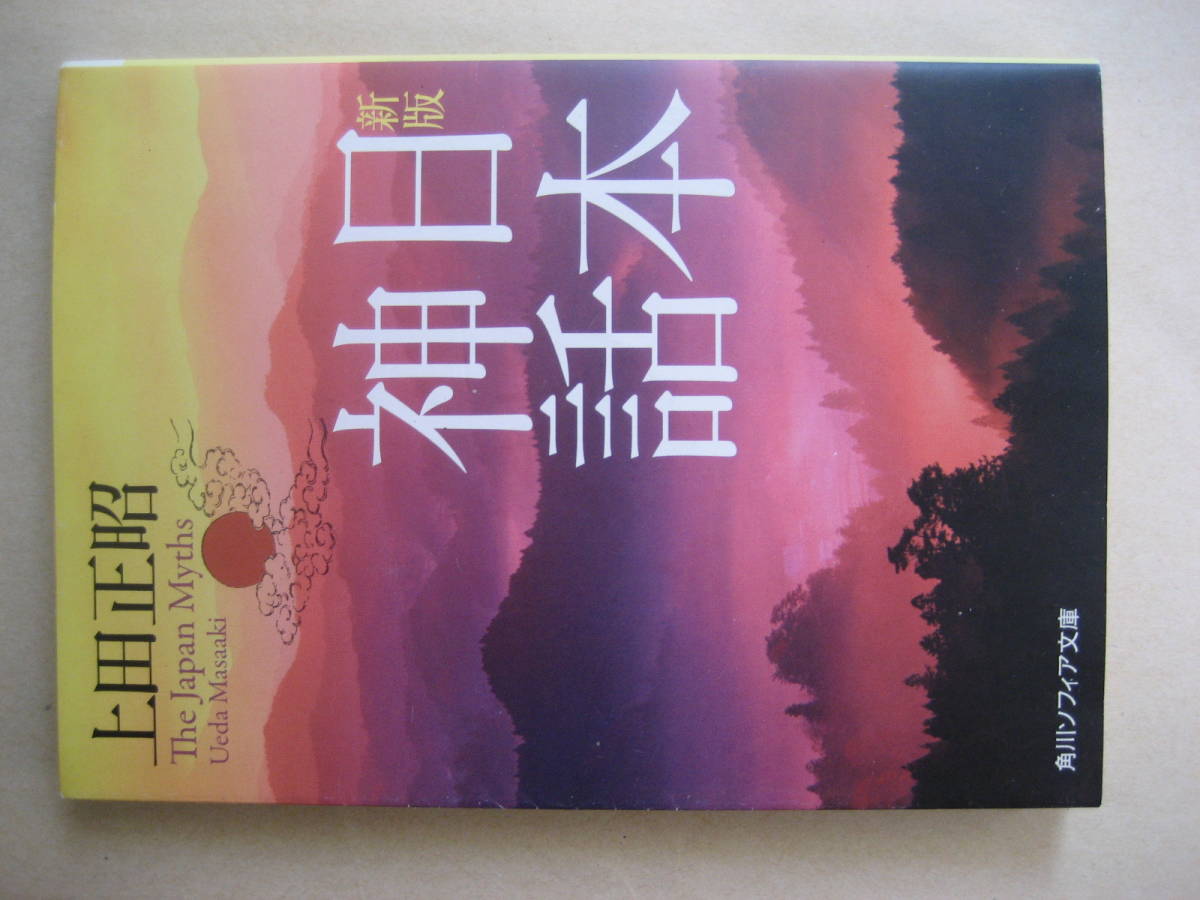 上田正昭
The Japan Myths
Ueda Masaaki
新版
日本
神話
角川ソフィア文庫